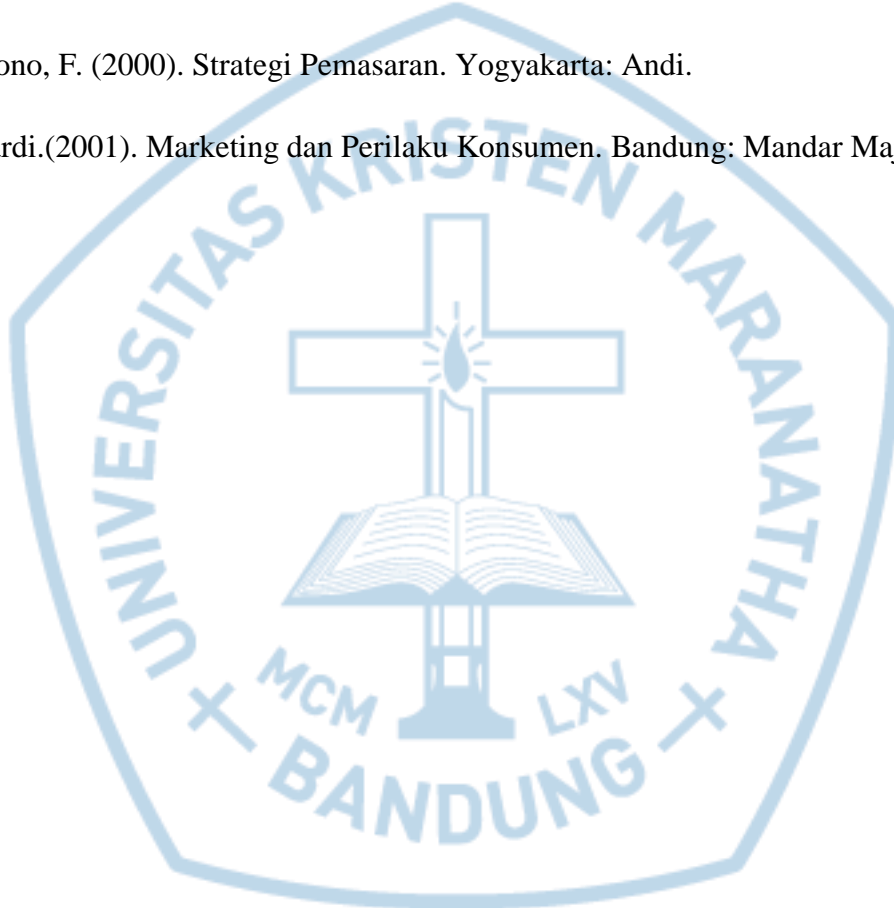 ono, F. (2000). Strategi Pemasaran. Yogyakarta: Andi.
rdi.(2001). Marketing dan Perilaku Konsumen. Bandung: Mandar Ma
UNIVERSITAS KRISTEN MARANATHA
MCM LXV
BANDUNG